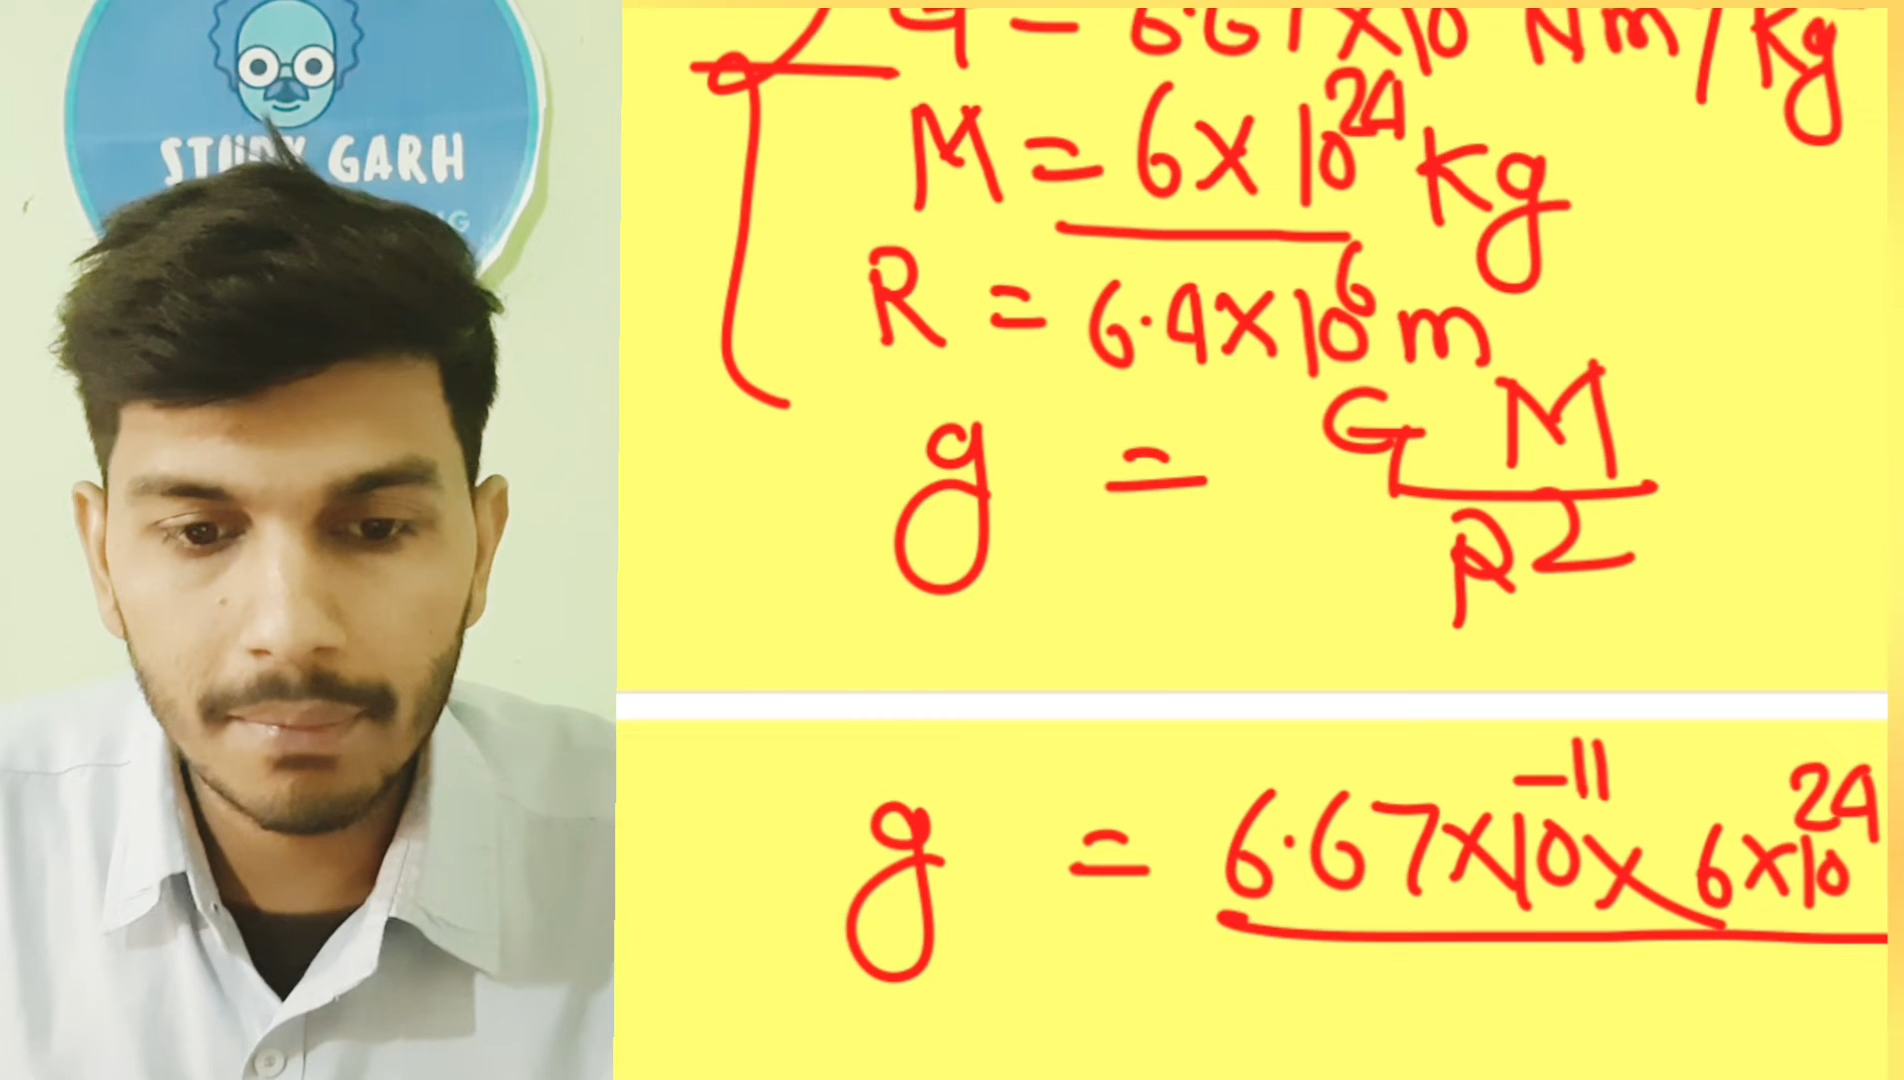 STUDY GARH
G = 6.67×10 Nm/Kg
M = 6×10²⁴ Kg
R = 6.4×10⁶ m
g = G M / R²
g = 6.67×10⁻¹¹ × 6×10²⁴